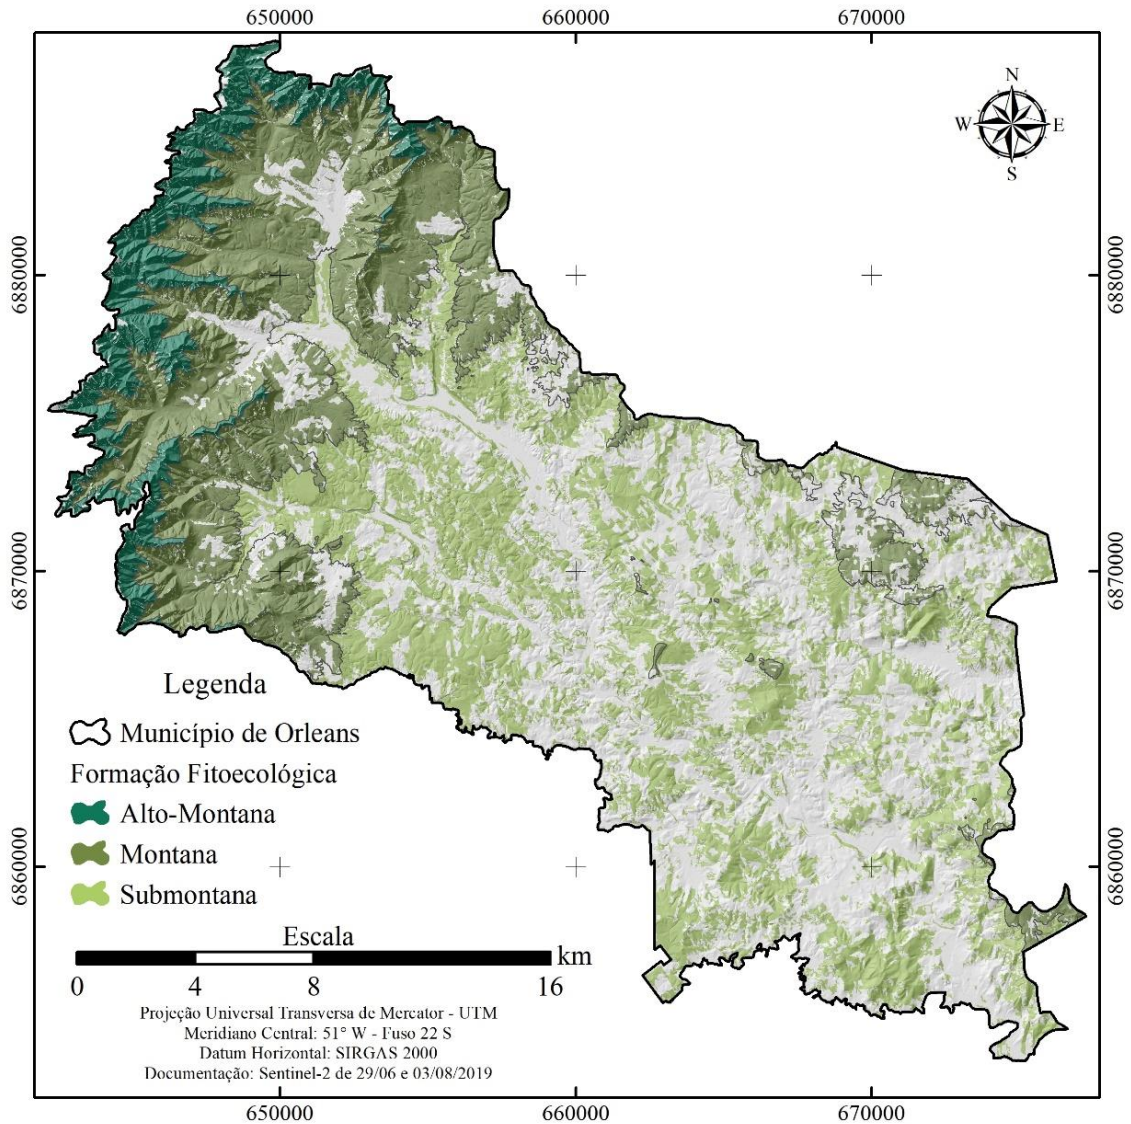 650000 660000 670000
N
W E
S
6880000 6880000
6870000 6870000
Legenda
Município de Orleans
Formação Fitoecológica
Alto-Montana
Montana
6860000 6860000
Submontana
Escala
km
0 4 8 16
Projeção Universal Transversa de Mercator - UTM
Meridiano Central: 51° W - Fuso 22 S
Datum Horizontal: SIRGAS 2000
Documentação: Sentinel-2 de 29/06 e 03/08/2019
650000 660000 670000